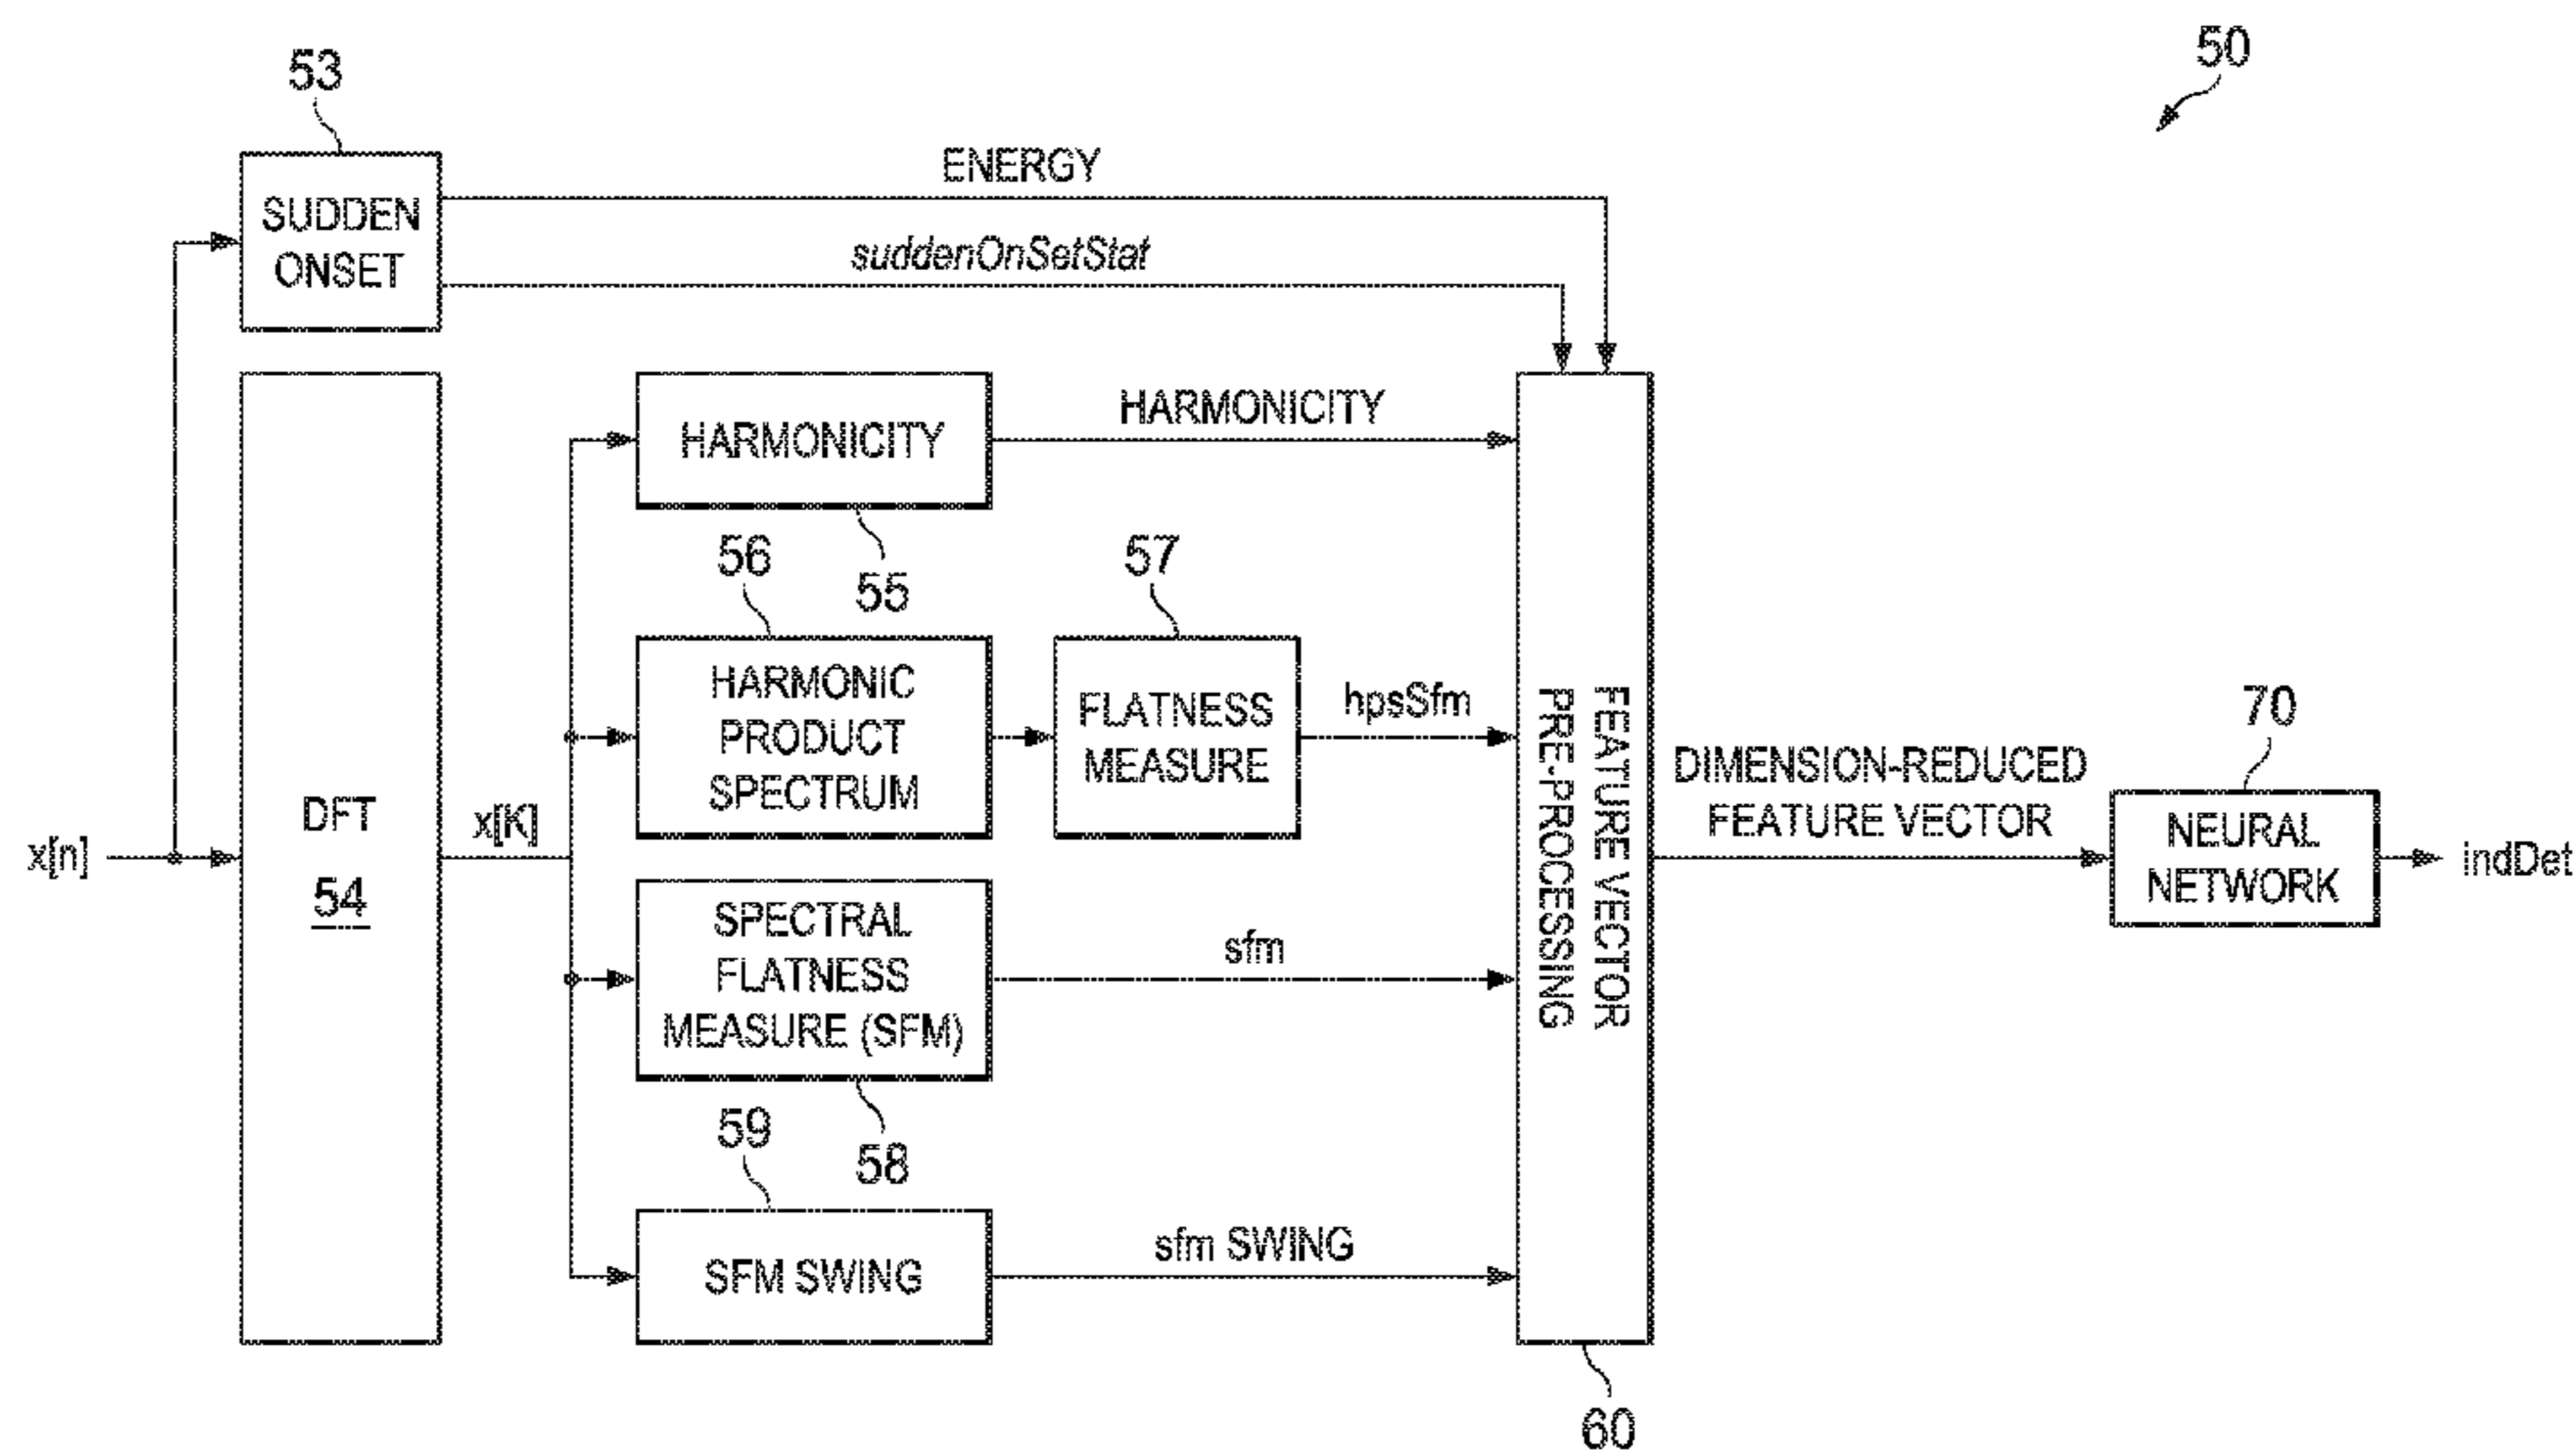 50
53
SUDDEN
ONSET
ENERGY
suddenOnSetStat
HARMONICITY
55
HARMONICITY
56
HARMONIC
PRODUCT
SPECTRUM
57
FLATNESS
MEASURE
hpsSfm
x[n]
DFT
54
x[K]
SPECTRAL
FLATNESS
MEASURE (SFM)
58
sfm
59
SFM SWING
sfm SWING
FEATURE VECTOR
PRE-PROCESSING
60
DIMENSION-REDUCED
FEATURE VECTOR
70
NEURAL
NETWORK
indDet